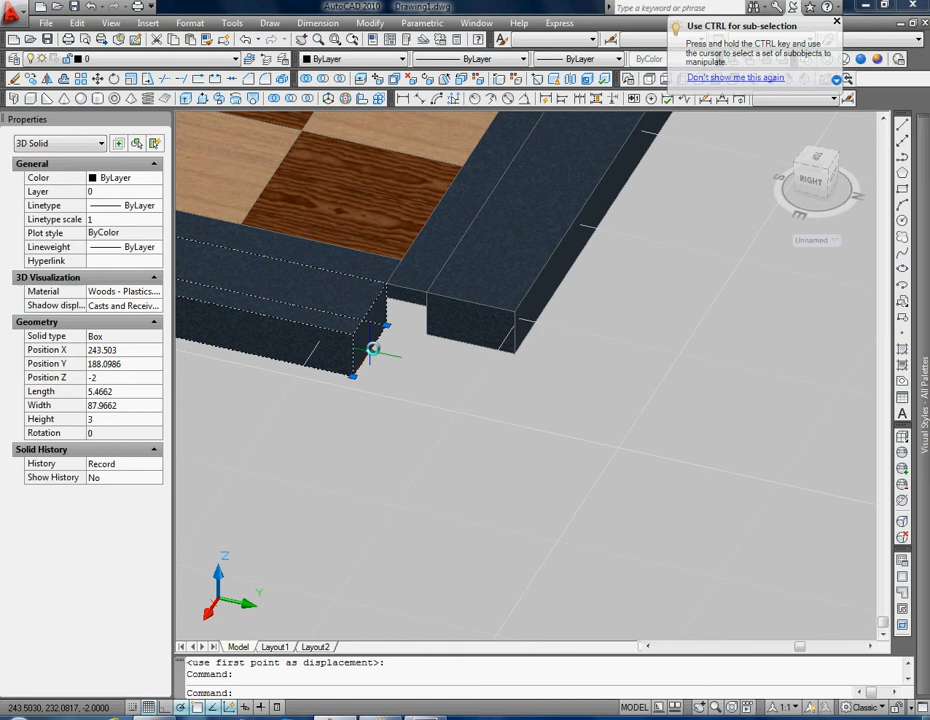 AutoCAD 2010 Drawing1.dwg
Type a keyword or phrase
File Edit View Insert Format Tools Draw Dimension Modify Parametric Window Help Express
Use CTRL for sub-selection
Press and hold the CTRL key and use
the cursor to select a set of subobjects to
manipulate.
Don't show me this again
0
ByLayer
ByLayer
ByLayer
ByColor
Properties
3D Solid
General
Color ByLayer
Layer 0
Linetype ByLayer
Linetype scale 1
Plot style ByColor
Lineweight ByLayer
Hyperlink
3D Visualization
Material Woods - Plastics....
Shadow displ... Casts and Receiv...
Geometry
Solid type Box
Position X 243.503
Position Y 188.0986
Position Z -2
Length 5.4662
Width 87.9662
Height 3
Rotation 0
Solid History
History Record
Show History No
RIGHT
S
E
N
Unnamed
Z
Y
Visual Styles - All Palettes
Model Layout1 Layout2
<use first point as displacement>:
Command:
Command:
243.5030, 232.0817, -2.0000
MODEL
1:1
Classic